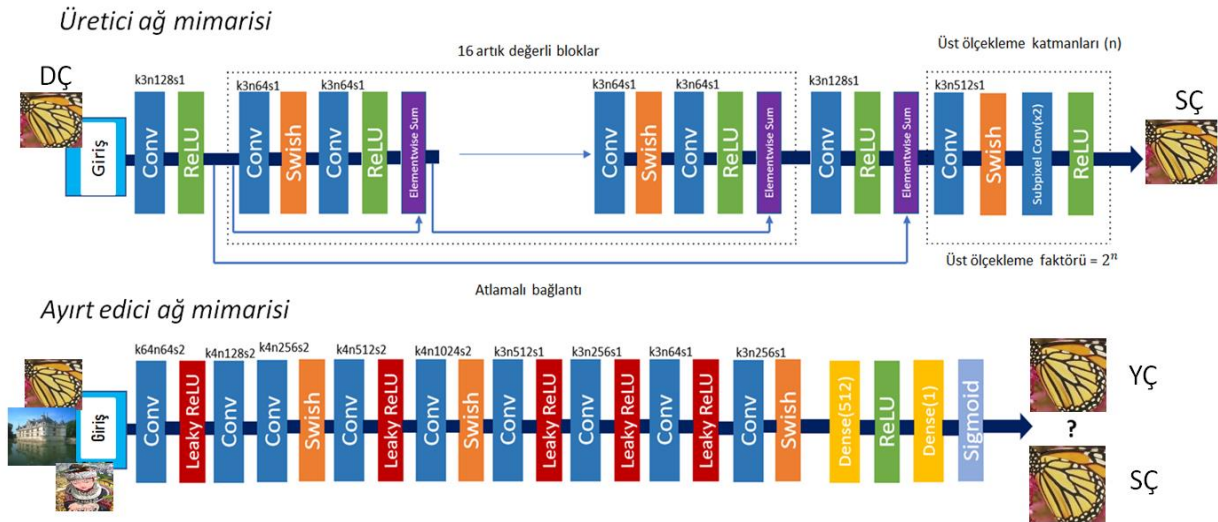 Üretici ağ mimarisi
16 artık değerli bloklar
Üst ölçekleme katmanları (n)
DÇ
k3n128s1
k3n64s1
k3n64s1
k3n64s1
k3n64s1
k3n128s1
k3n512s1
SÇ
Giriş
Conv
ReLU
Conv
Swish
Conv
ReLU
Elementwise Sum
Conv
Swish
Conv
ReLU
Elementwise Sum
Conv
ReLU
Elementwise Sum
Conv
Swish
Subpixel Conv(x2)
ReLU
Üst ölçekleme faktörü = 2ⁿ
Atlamalı bağlantı
Ayırt edici ağ mimarisi
k64n64s2
k4n128s2
k4n256s2
k4n512s2
k4n1024s2
k3n512s1
k3n256s1
k3n64s1
k3n256s1
Giriş
Conv
Leaky ReLU
Conv
Conv
Swish
Conv
Leaky ReLU
Conv
Swish
Conv
Leaky ReLU
Conv
Leaky ReLU
Conv
Leaky ReLU
Conv
Swish
Dense(512)
ReLU
Dense(1)
Sigmoid
YÇ
?
SÇ